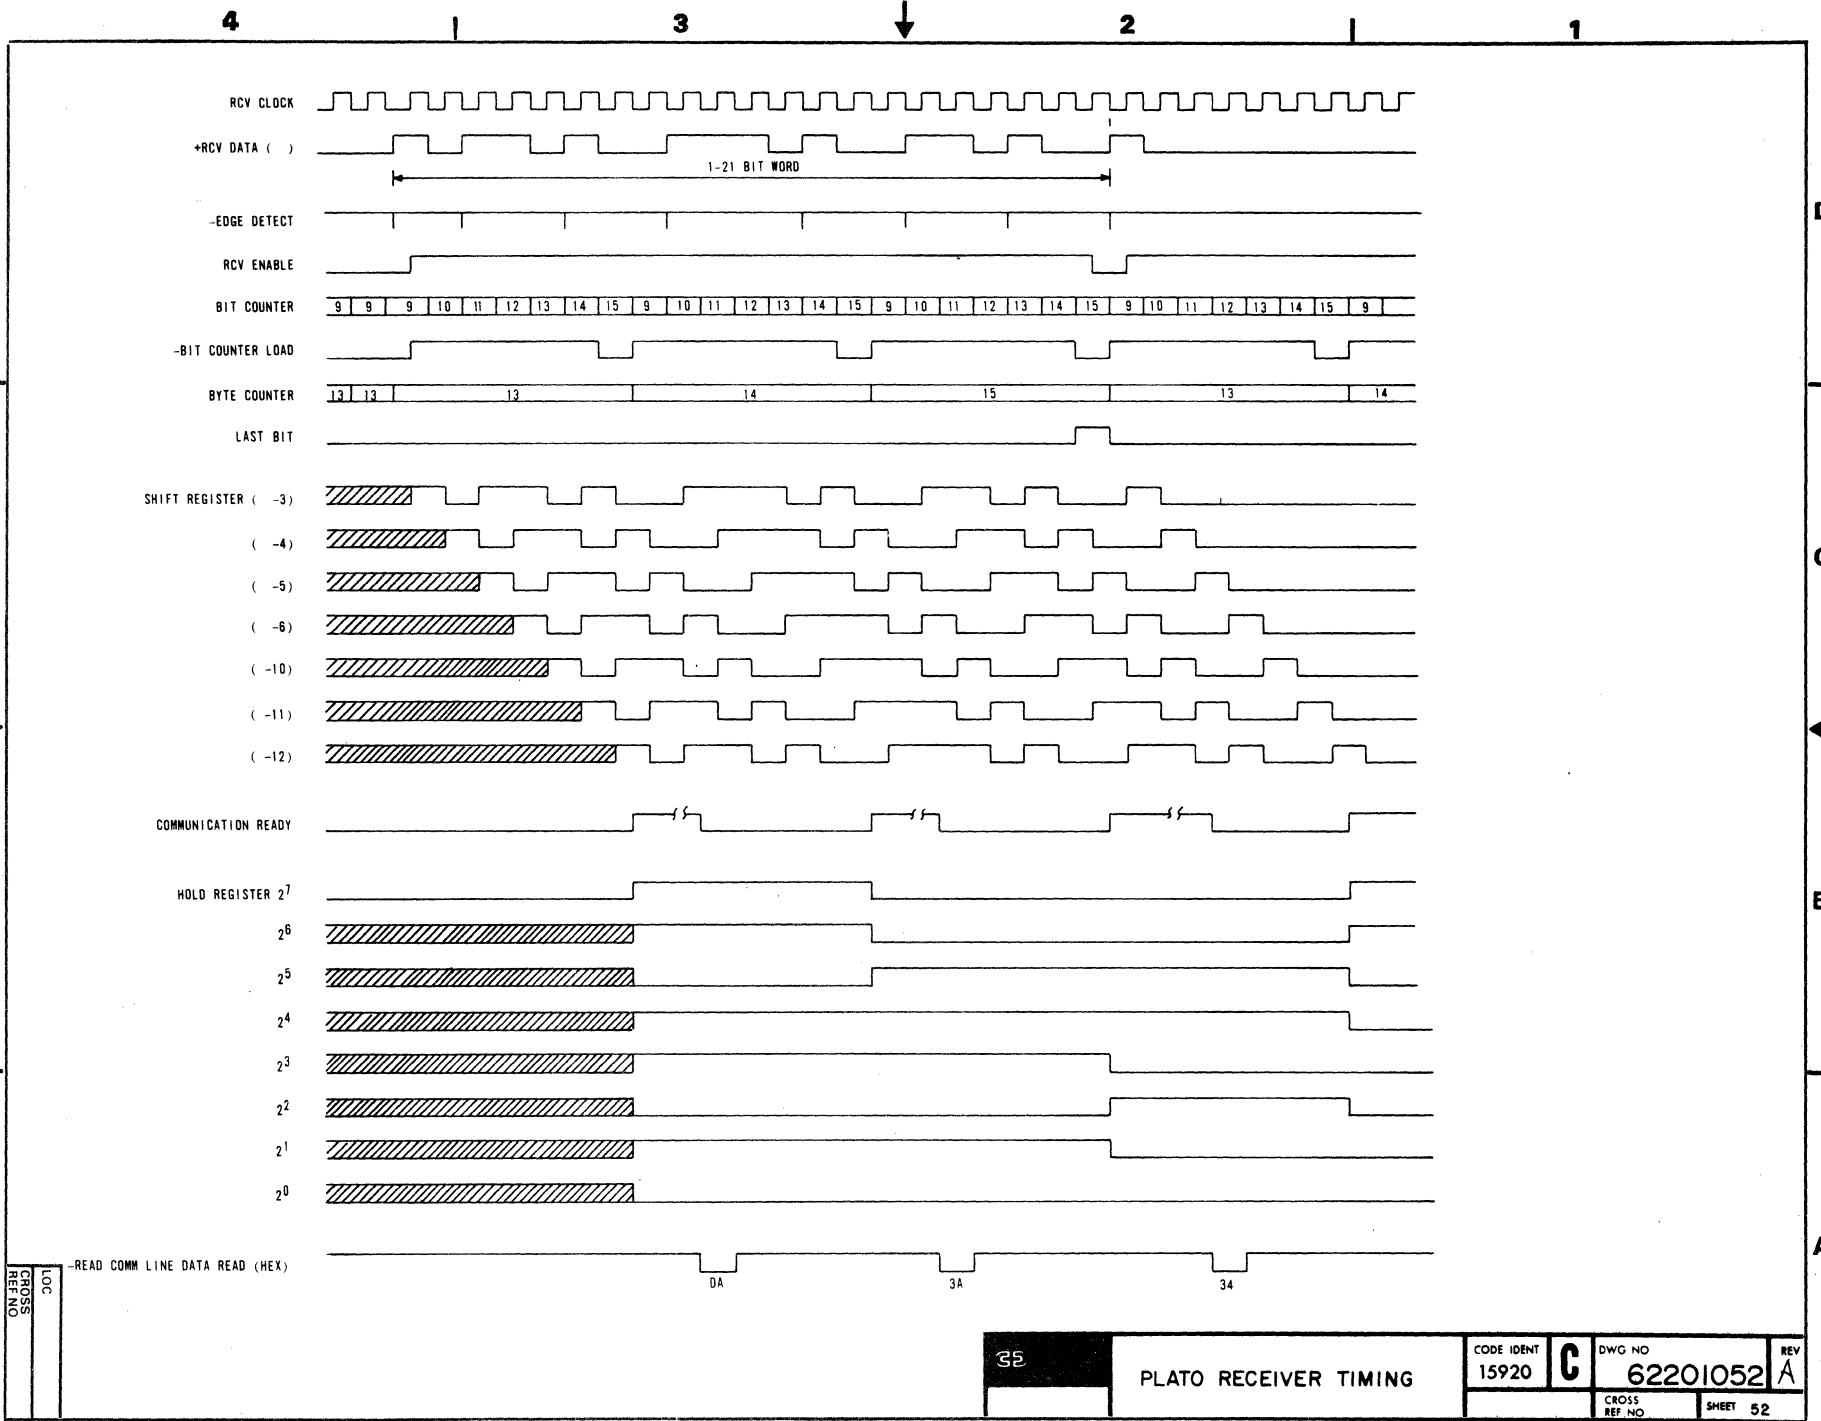 4 3 2 1
RCV CLOCK
+RCV DATA ( )
1-21 BIT WORD
-EDGE DETECT
D
RCV ENABLE
BIT COUNTER 9 9 9 10 11 12 13 14 15 9 10 11 12 13 14 15 9 10 11 12 13 14 15 9 10 11 12 13 14 15 9
-BIT COUNTER LOAD
BYTE COUNTER 13 13 13 14 15 13 14
LAST BIT
SHIFT REGISTER ( -3)
( -4)
( -5)
C
( -6)
( -10)
( -11)
( -12)
COMMUNICATION READY
HOLD REGISTER 2⁷
B
2⁶
2⁵
2⁴
2³
2²
2¹
2⁰
A
-READ COMM LINE DATA READ (HEX)
DA 3A 34
LOC
CROSS
REF NO
PLATO RECEIVER TIMING
CODE IDENT
15920
C
DWG NO
62201052
REV
A
CROSS
REF NO
SHEET 52